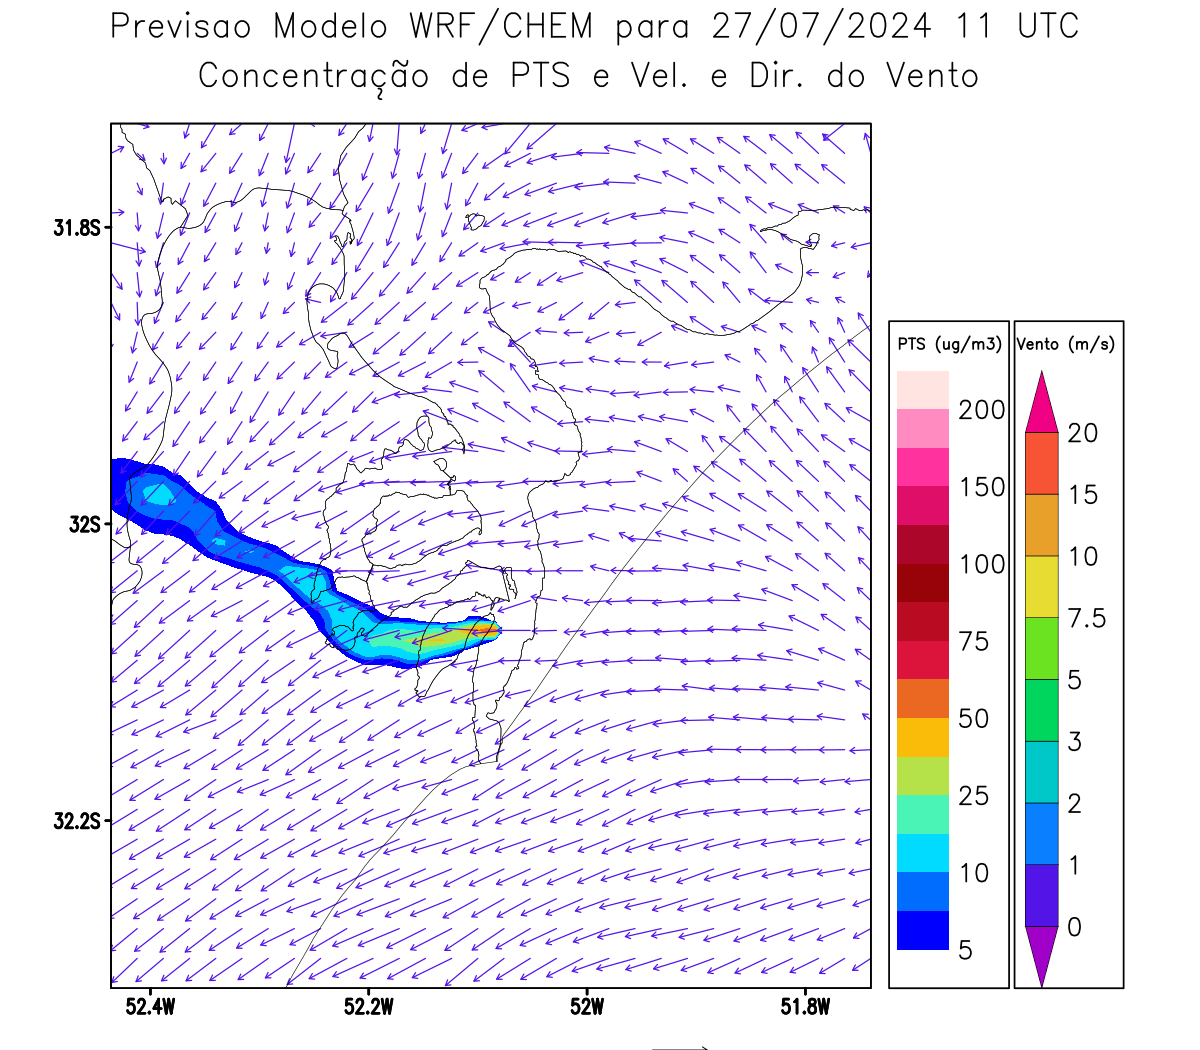 Previsao Modelo WRF/CHEM para 27/07/2024 11 UTC
Concentração de PTS e Vel. e Dir. do Vento
31.8S
32S
32.2S
52.4W 52.2W 52W 51.8W
PTS (ug/m3)
200
150
100
75
50
25
10
5
Vento (m/s)
20
15
10
7.5
5
3
2
1
0